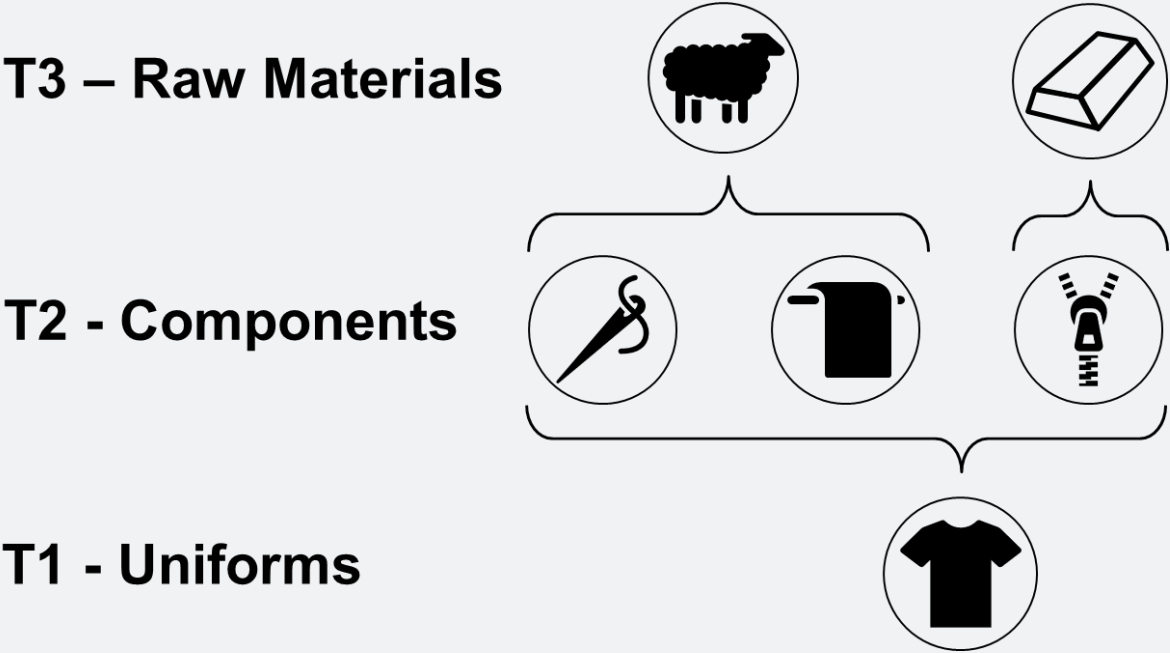 T3 – Raw Materials
T2 - Components
T1 - Uniforms